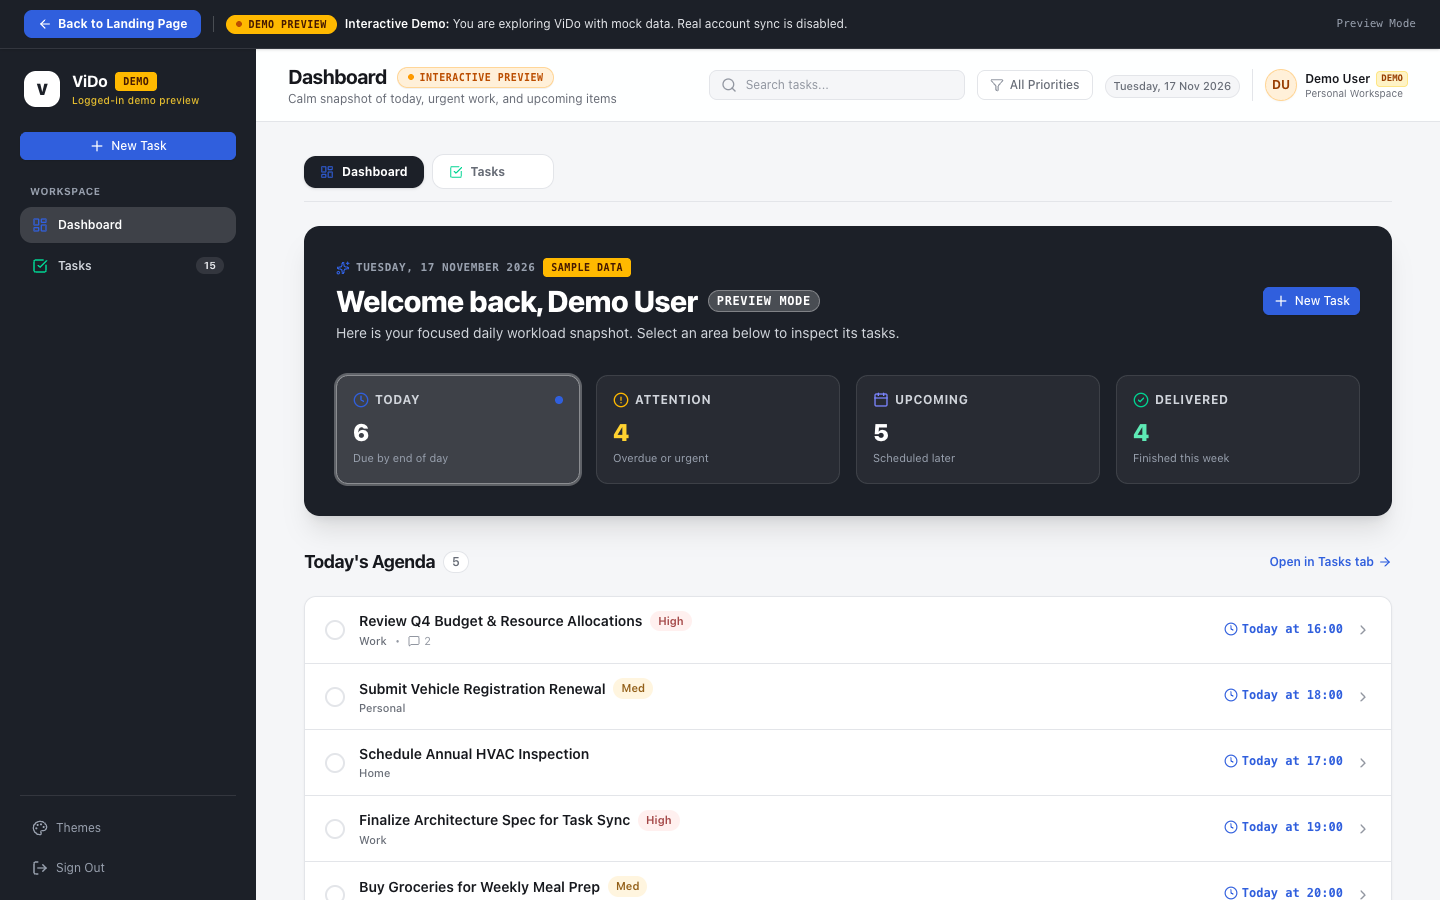 Back to Landing Page
DEMO PREVIEW
Interactive Demo: You are exploring ViDo with mock data. Real account sync is disabled.
Preview Mode
V
ViDo DEMO
Logged-in demo preview
New Task
WORKSPACE
Dashboard
Tasks 15
Themes
Sign Out
Dashboard INTERACTIVE PREVIEW
Calm snapshot of today, urgent work, and upcoming items
Search tasks...
All Priorities
Tuesday, 17 Nov 2026
DU
Demo User DEMO
Personal Workspace
Dashboard
Tasks
TUESDAY, 17 NOVEMBER 2026 SAMPLE DATA
Welcome back, Demo User PREVIEW MODE
Here is your focused daily workload snapshot. Select an area below to inspect its tasks.
New Task
TODAY
6
Due by end of day
ATTENTION
4
Overdue or urgent
UPCOMING
5
Scheduled later
DELIVERED
4
Finished this week
Today's Agenda 5
Open in Tasks tab
Review Q4 Budget & Resource Allocations High
Work • 2
Today at 16:00
Submit Vehicle Registration Renewal Med
Personal
Today at 18:00
Schedule Annual HVAC Inspection
Home
Today at 17:00
Finalize Architecture Spec for Task Sync High
Work
Today at 19:00
Buy Groceries for Weekly Meal Prep Med
Today at 20:00